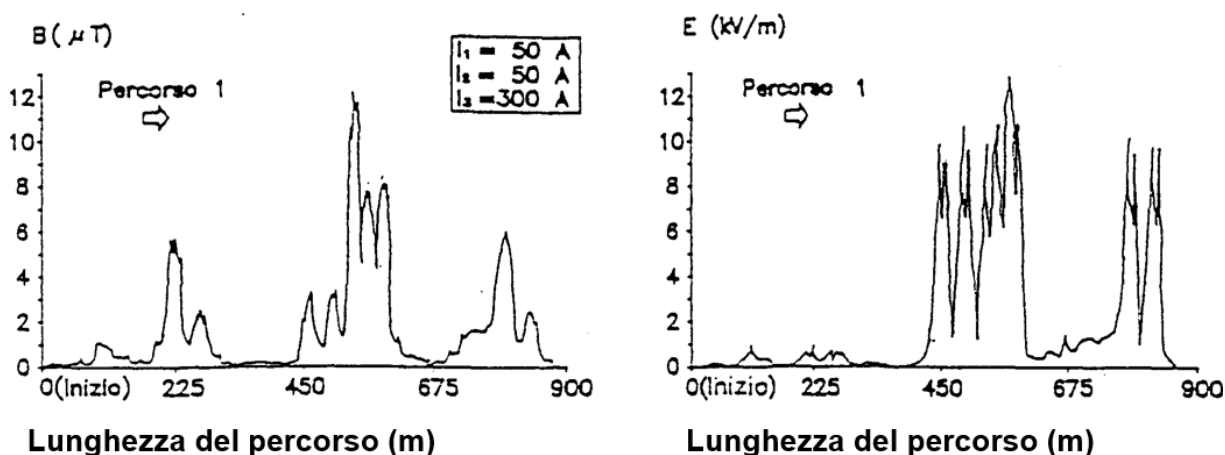 B ( μT)
I₁ = 50 A
I₂ = 50 A
I₃ = 300 A
Percorso 1
12
10
8
6
4
2
0
0(Inizio) 225 450 675 900
Lunghezza del percorso (m)
E (kV/m)
Percorso 1
12
10
8
6
4
2
0
0(Inizio) 225 450 675 900
Lunghezza del percorso (m)